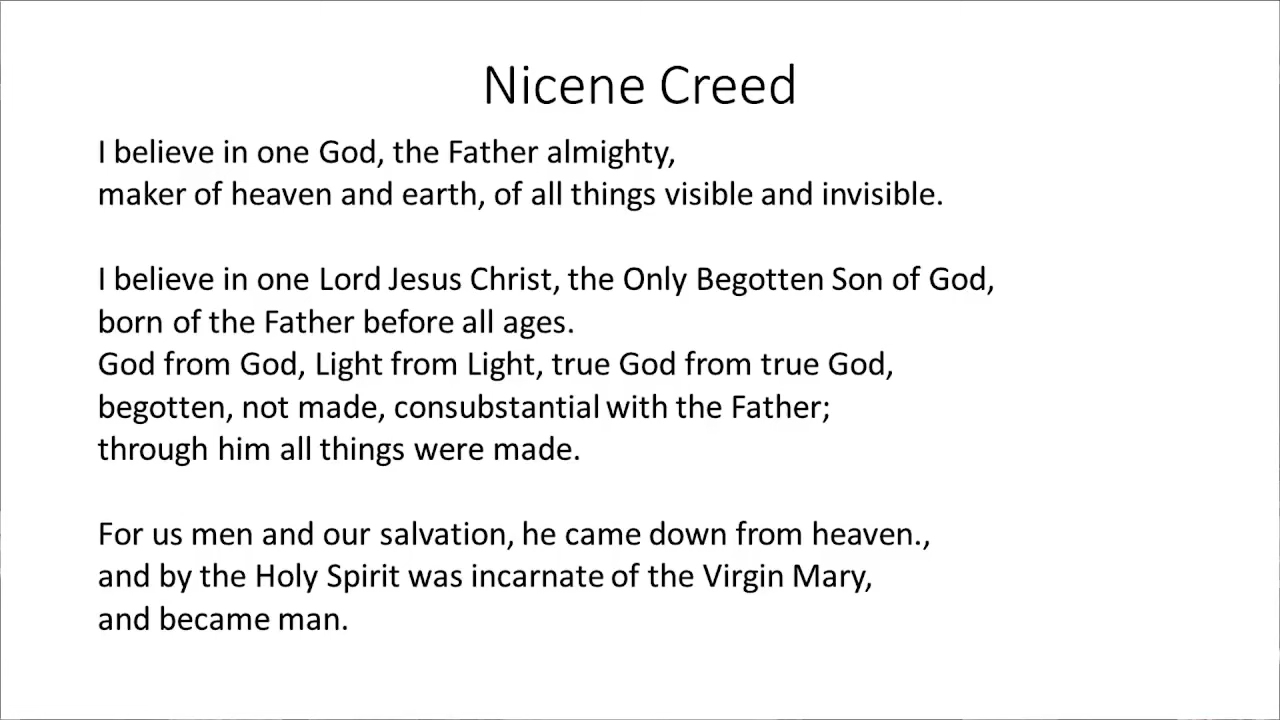 Nicene Creed
I believe in one God, the Father almighty,
maker of heaven and earth, of all things visible and invisible.
I believe in one Lord Jesus Christ, the Only Begotten Son of God,
born of the Father before all ages.
God from God, Light from Light, true God from true God,
begotten, not made, consubstantial with the Father;
through him all things were made.
For us men and our salvation, he came down from heaven.,
and by the Holy Spirit was incarnate of the Virgin Mary,
and became man.